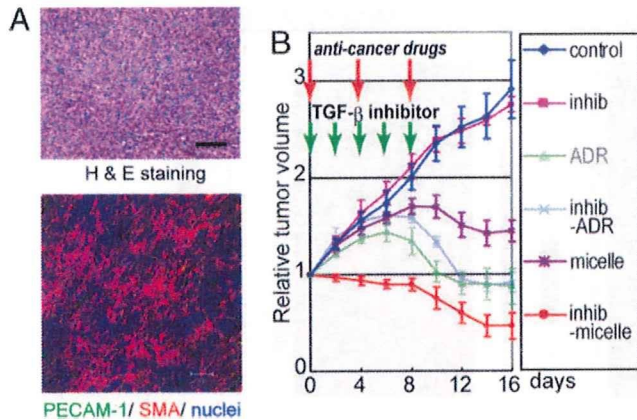 A
H & E staining
PECAM-1/ SMA/ nuclei
B
anti-cancer drugs
TGF-β inhibitor
Relative tumor volume
3
2
1
0
0 4 8 12 16 days
control
inhib
ADR
inhib
-ADR
micelle
inhib
-micelle